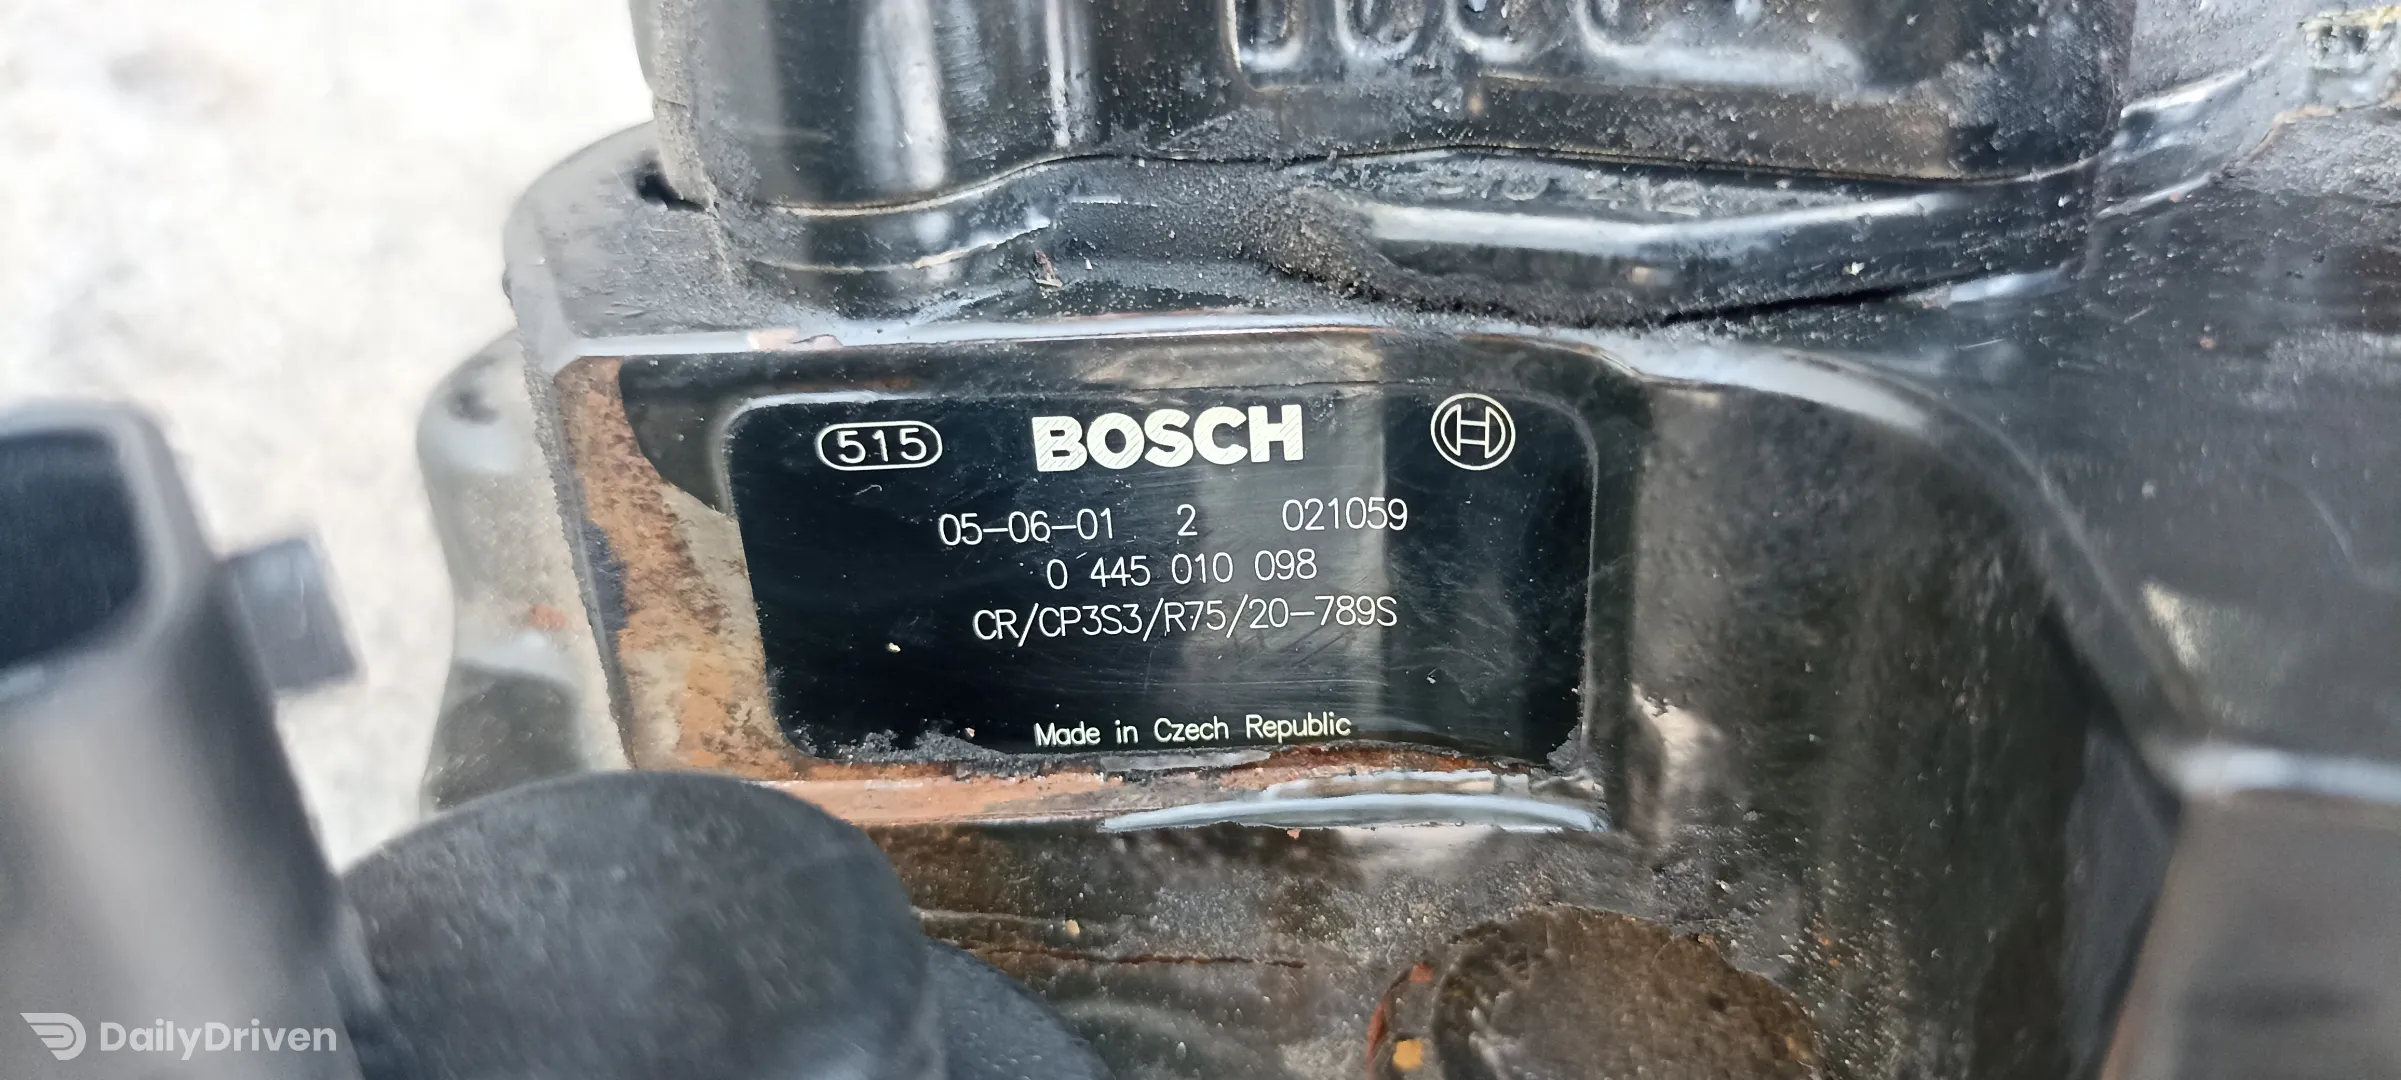 515 BOSCH
05-06-01 2 021059
0 445 010 098
CR/CP3S3/R75/20-789S
Made in Czech Republic
DailyDriven